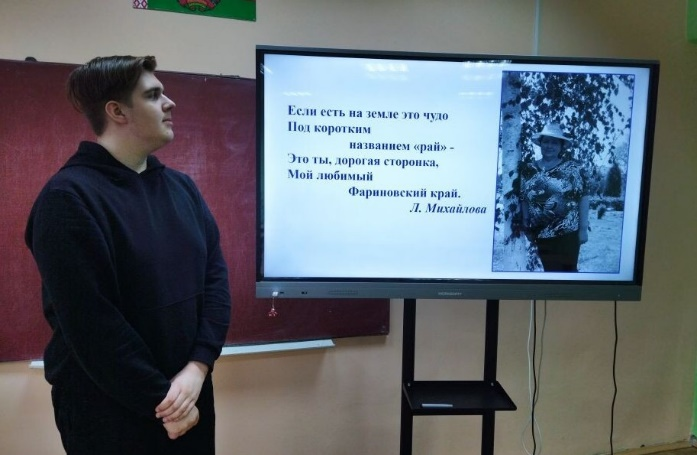 Если есть на земле это чудо
Под коротким
названием «рай» -
Это ты, дорогая сторонка,
Мой любимый
Фариновский край.
Л. Михайлова